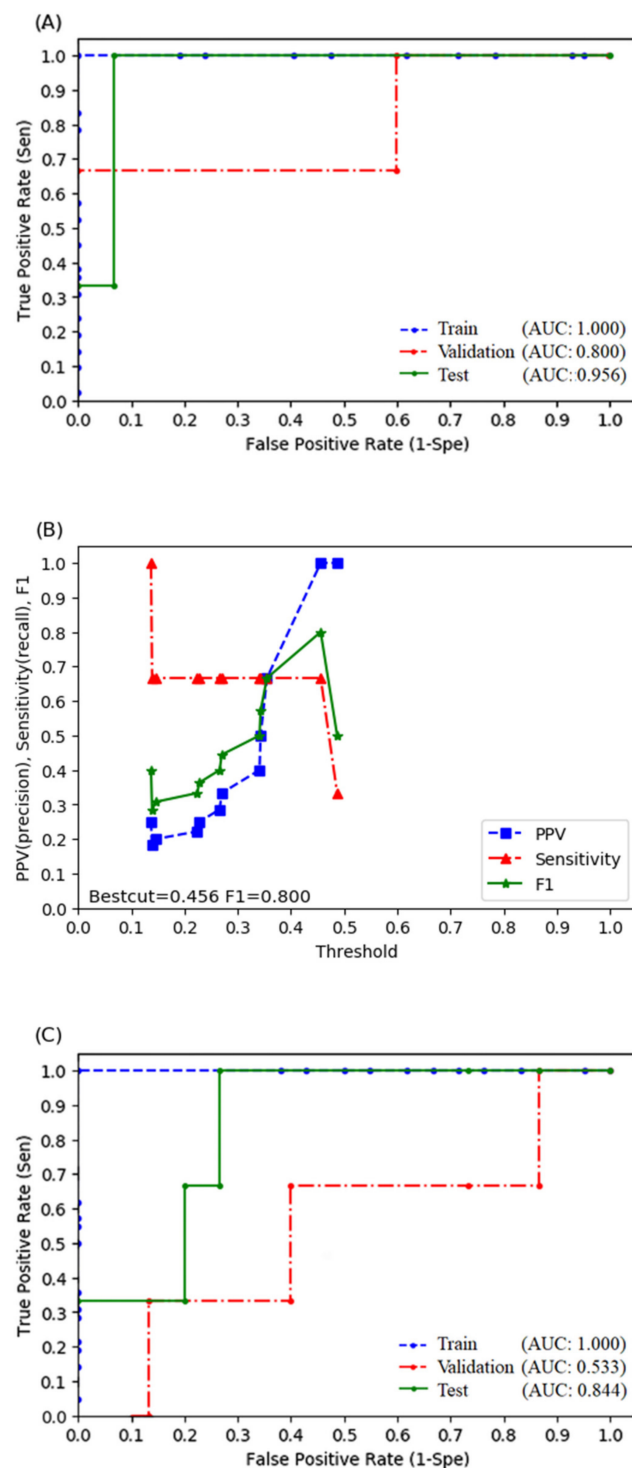 (A)
True Positive Rate (Sen)
1.0
0.9
0.8
0.7
0.6
0.5
0.4
0.3
0.2
0.1
0.0
Train (AUC: 1.000)
Validation (AUC: 0.800)
Test (AUC: 0.956)
0.0 0.1 0.2 0.3 0.4 0.5 0.6 0.7 0.8 0.9 1.0
False Positive Rate (1-Spe)
(B)
PPV(precision), Sensitivity(recall), F1
1.0
0.9
0.8
0.7
0.6
0.5
0.4
0.3
0.2
0.1
0.0
PPV
Sensitivity
F1
Bestcut=0.456 F1=0.800
0.0 0.1 0.2 0.3 0.4 0.5 0.6 0.7 0.8 0.9 1.0
Threshold
(C)
True Positive Rate (Sen)
1.0
0.9
0.8
0.7
0.6
0.5
0.4
0.3
0.2
0.1
0.0
Train (AUC: 1.000)
Validation (AUC: 0.533)
Test (AUC: 0.844)
0.0 0.1 0.2 0.3 0.4 0.5 0.6 0.7 0.8 0.9 1.0
False Positive Rate (1-Spe)